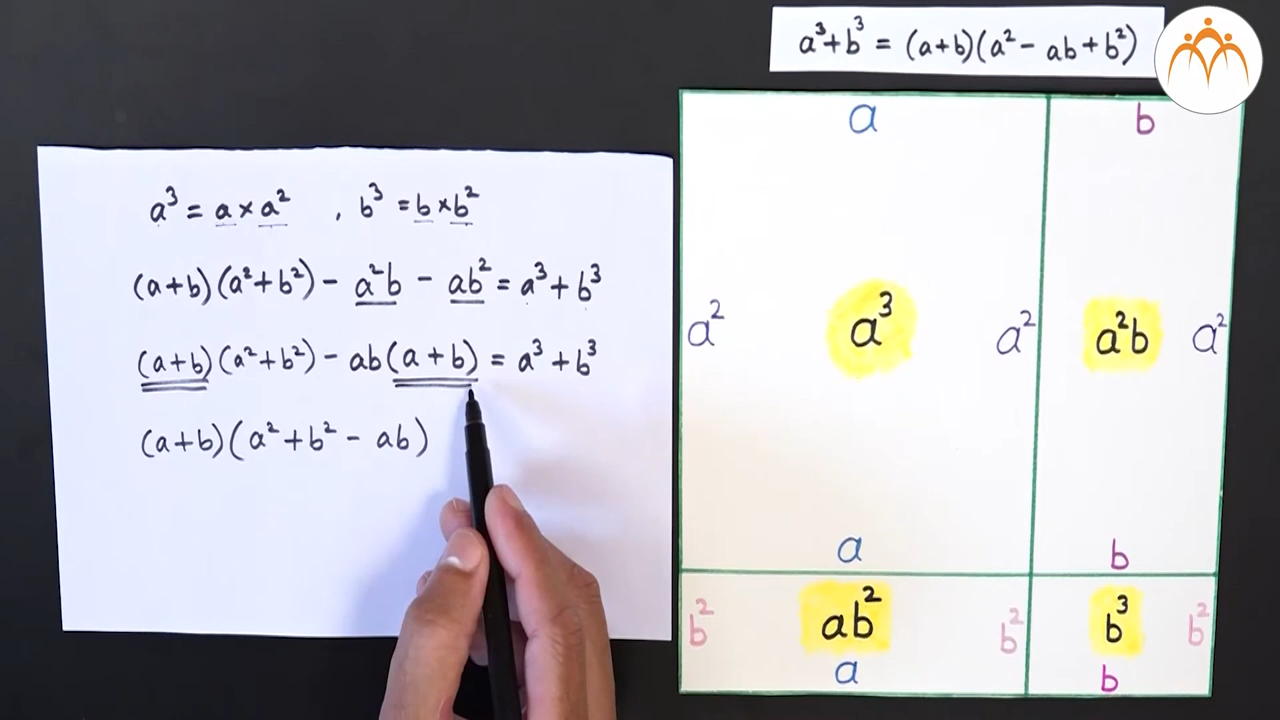 a³+b³ = (a+b)(a² − ab + b²)
a³ = a × a² , b³ = b × b²
(a+b)(a²+b²) − a²b − ab² = a³ + b³
(a+b)(a²+b²) − ab(a+b) = a³ + b³
(a+b)(a² + b² − ab)
a b
a² a³ a² a²b a²
a b
b² ab² b² b³ b²
a b